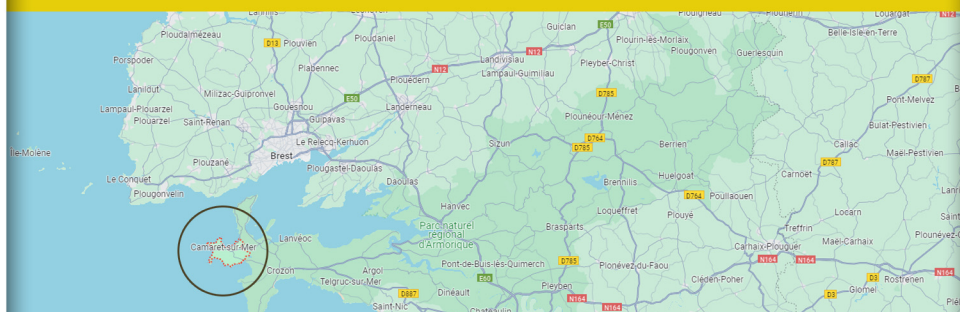 Guiclan
Plouigneau
Louargat
N12
E50
Ploudalmézeau
D13
Plouvien
Ploudaniel
Plourin-lès-Morlaix
Belle-Isle-en-Terre
Plougonven
Guerlesquin
Porspoder
Landivisiau
N12
Pleyber-Christ
Plabennec
N12
Lampaul-Guimiliau
Plouédern
D787
Lanildut
Milizac-Guipronvel
E50
D785
Pont-Melvez
Lampaul-Plouarzel
Gouesnou
Landerneau
Plouarzel
Saint-Renan
Guipavas
Plounéour-Ménez
Bulat-Pestivien
D764
Le Relecq-Kerhuon
Sizun
D785
Berrien
Callac
Maël-Pestivien
Île-Molène
Plouzané
Brest
D787
Plougastel-Daoulas
Huelgoat
Carnoët
Le Conquet
Daoulas
Brennilis
Plougonvelin
D764
Poullaouen
Hanvec
Loqueffret
Plouyé
Locarn
Parc naturel
régional
d'Armorique
Brasparts
Treffrin
Lanvéoc
Camaret-sur-Mer
Carhaix-Plouguer
Maël-Carhaix
N164
N164
D785
Pont-de-Buis-lès-Quimerch
Plonévez-du-Faou
Crozon
Argol
N164
E60
D3
Rostrenen
Telgruc-sur-Mer
Cléden-Poher
Pleyben
Glomel
Dinéault
D887
D3
N164
Saint-Nic
N164
Châteaulin